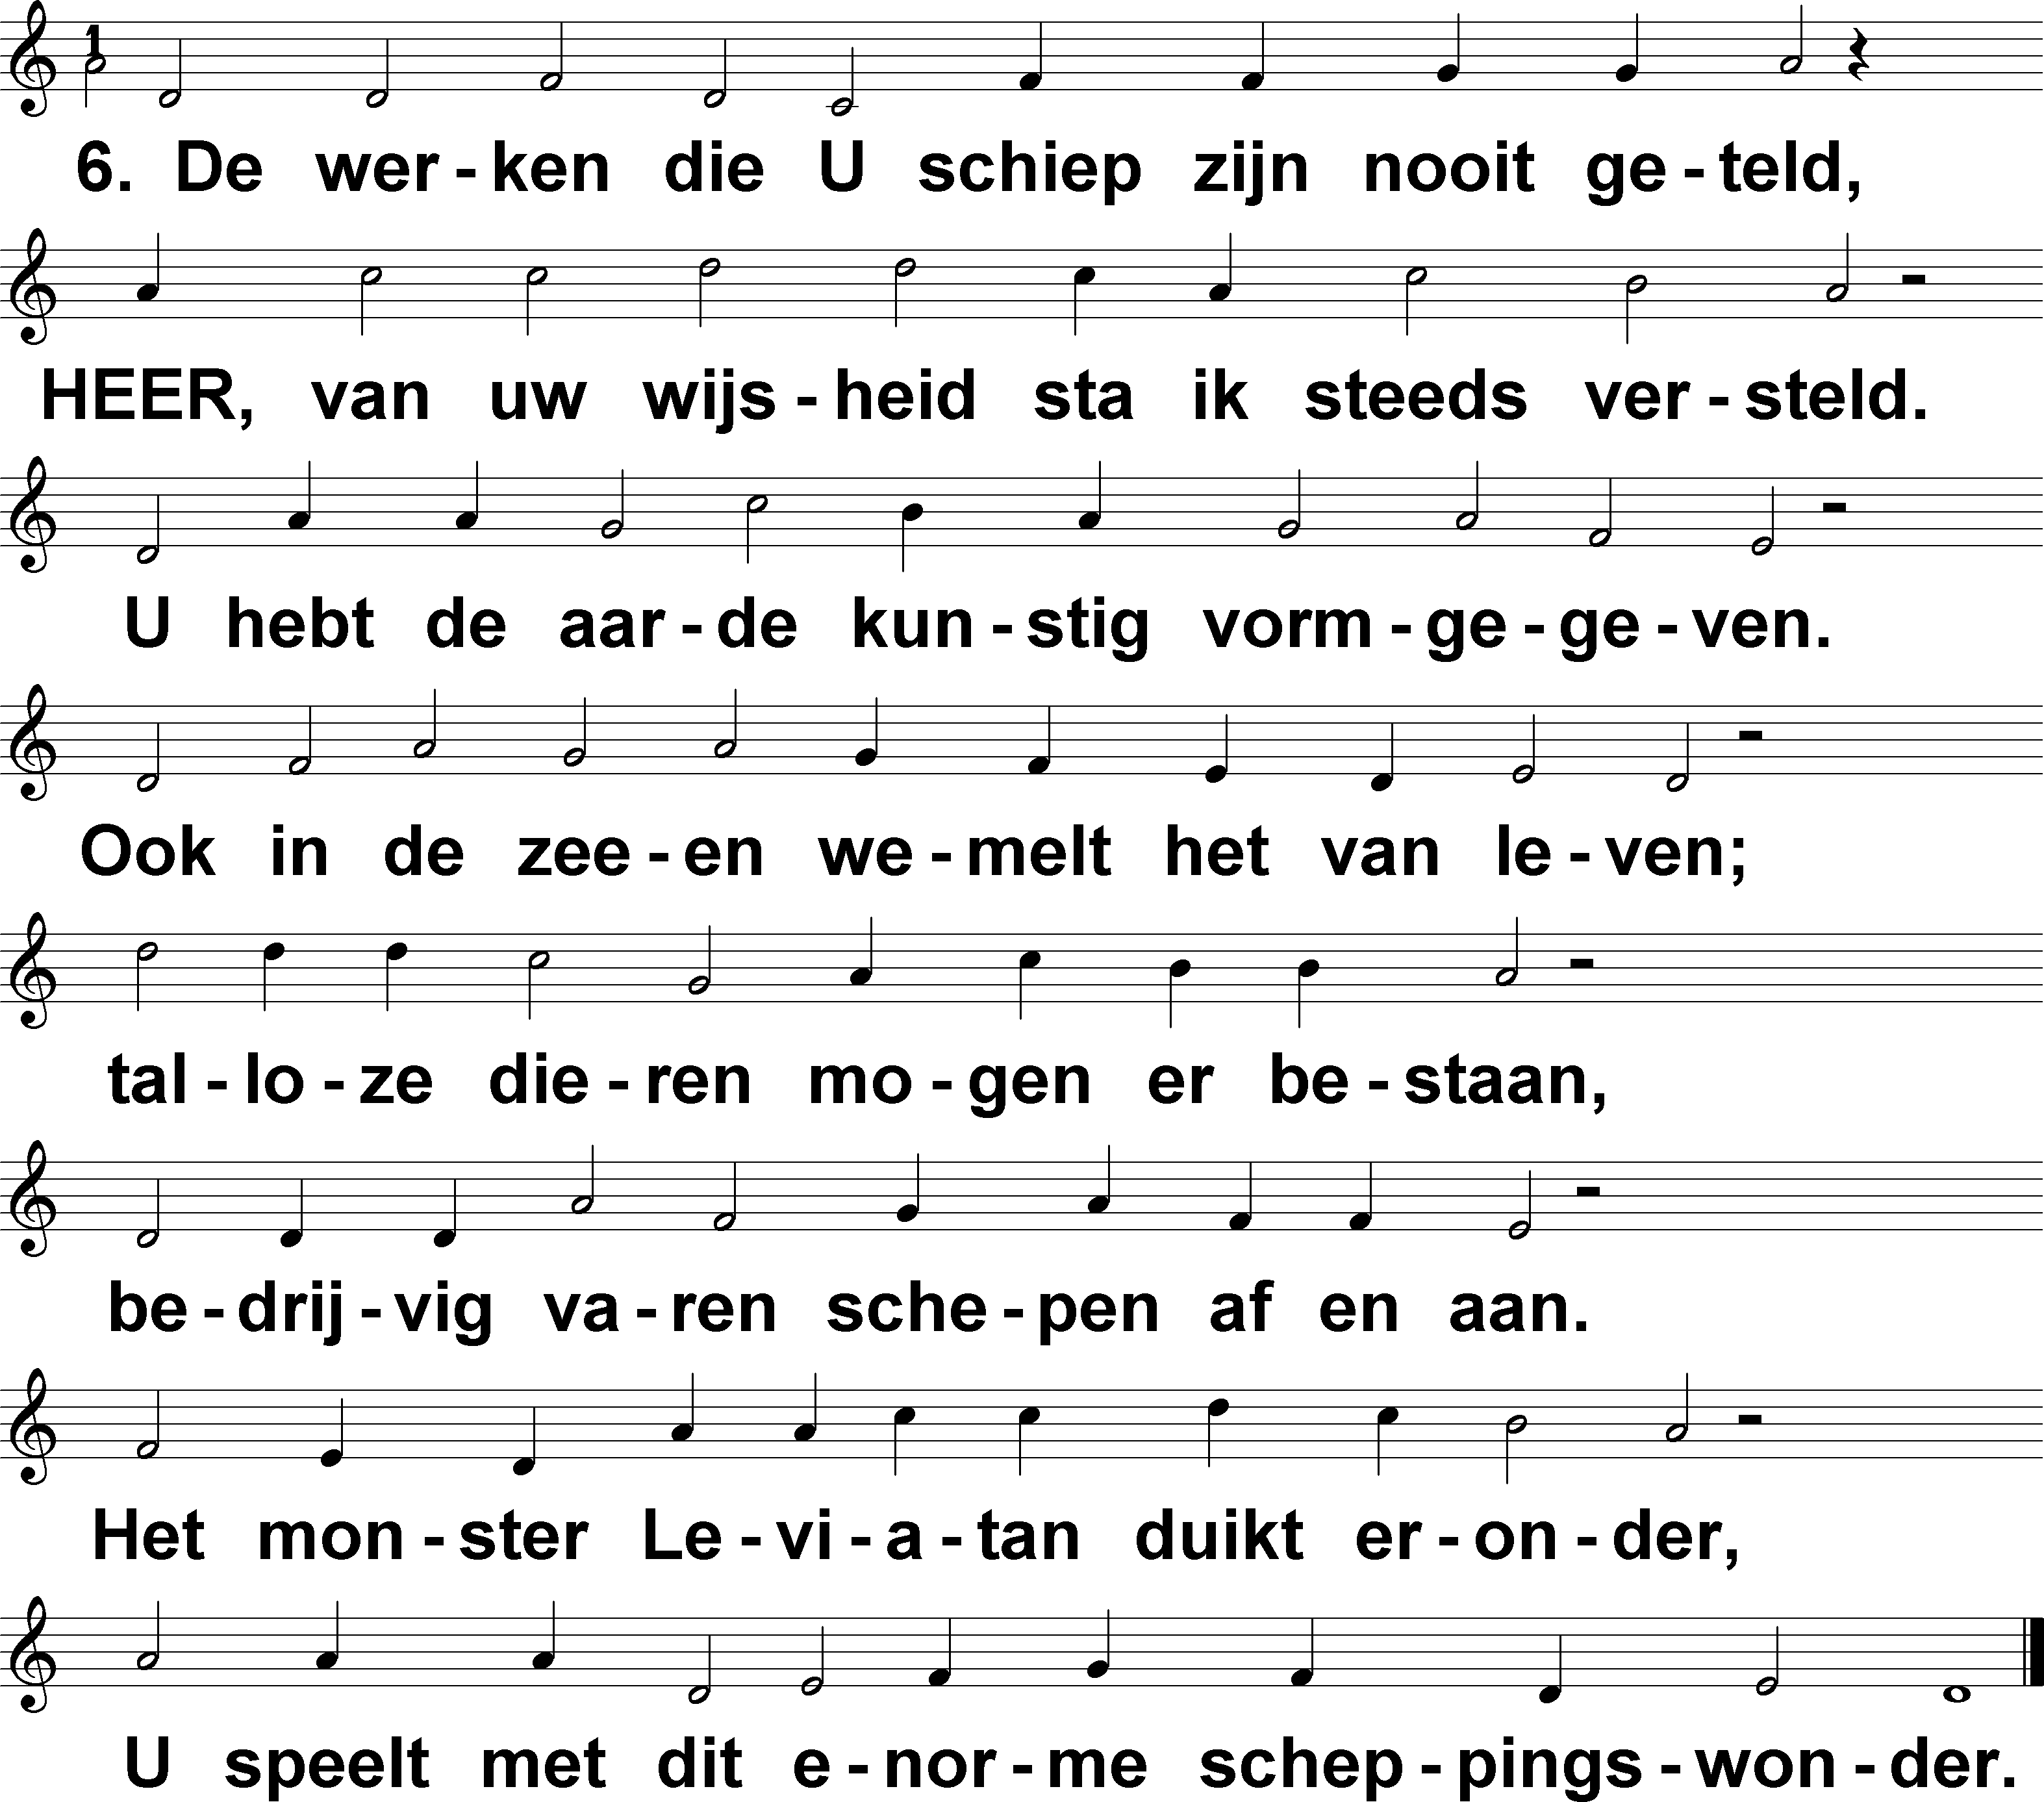 1
6. De wer - ken die U schiep zijn nooit ge - teld,
HEER, van uw wijs - heid sta ik steeds ver - steld.
U hebt de aar - de kun - stig vorm - ge - ge - ven.
Ook in de zee - en we - melt het van le - ven;
tal - lo - ze die - ren mo - gen er be - staan,
be - drij - vig va - ren sche - pen af en aan.
Het mon - ster Le - vi - a - tan duikt er - on - der,
U speelt met dit e - nor - me schep - pings - won - der.